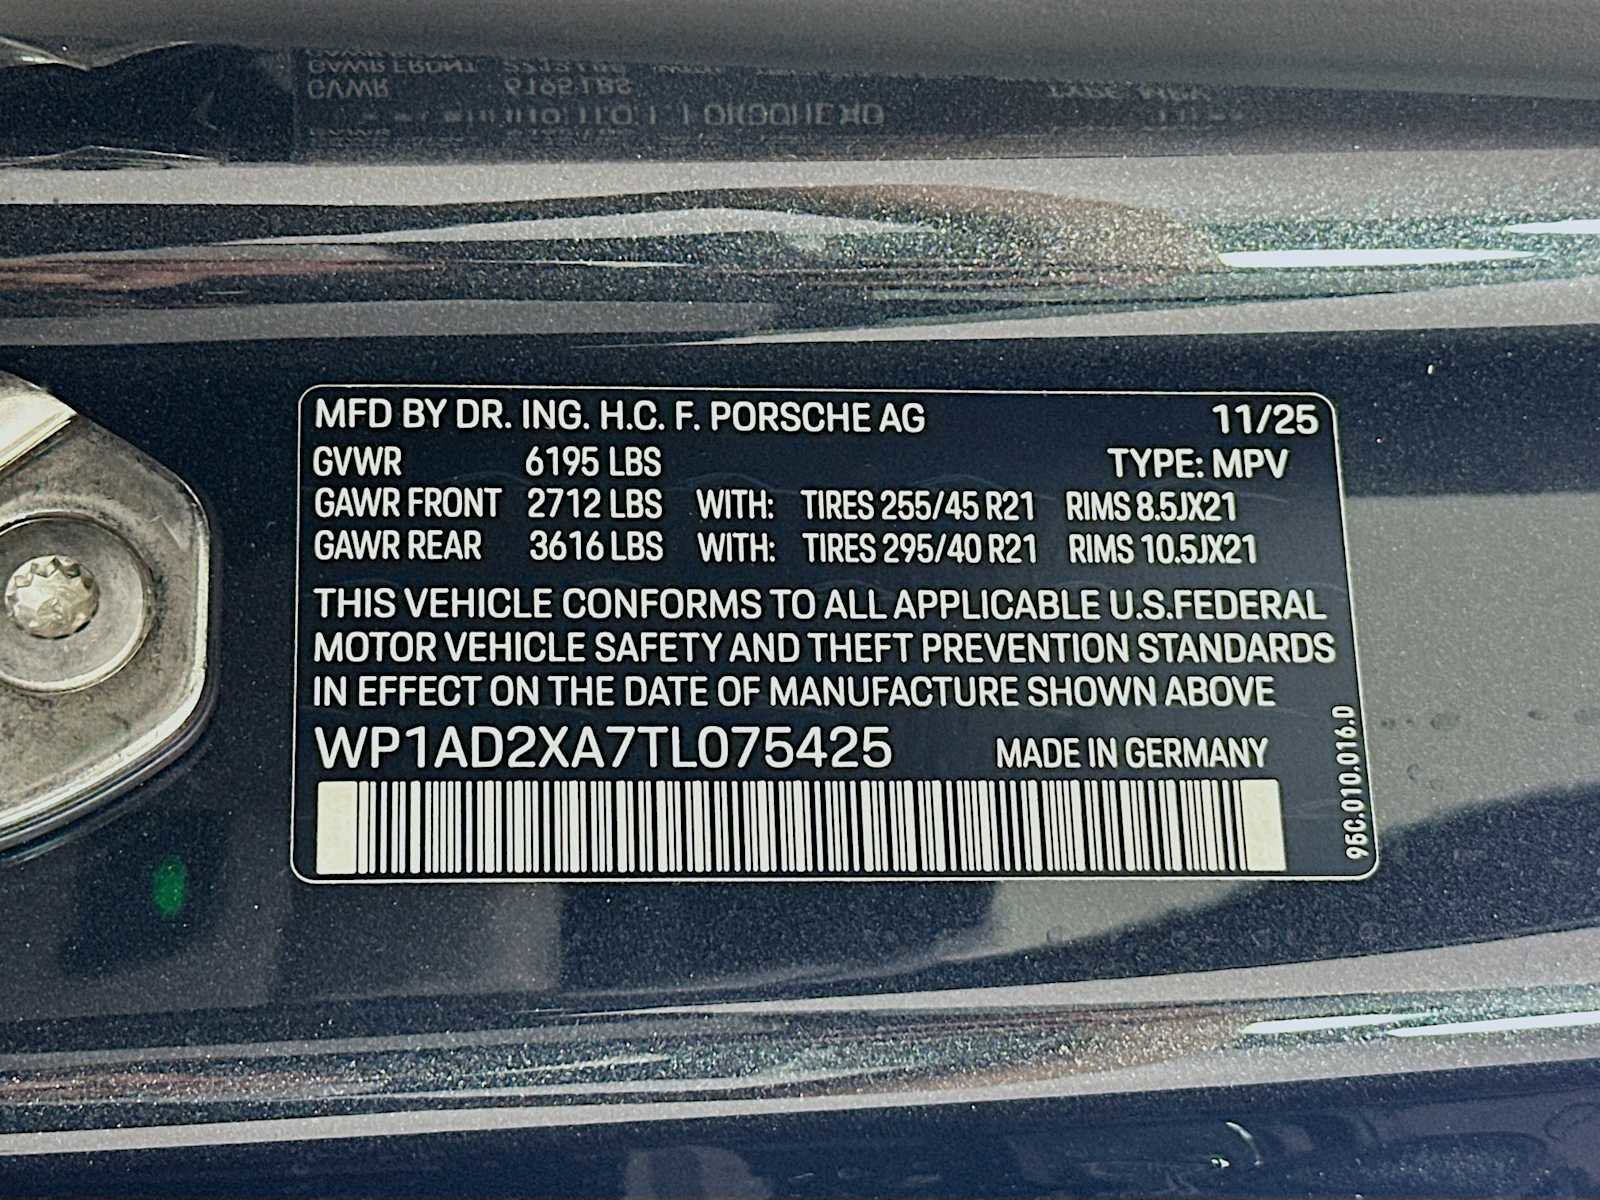 MFD BY DR. ING. H.C. F. PORSCHE AG 11/25
GVWR 6195 LBS TYPE: MPV
GAWR FRONT 2712 LBS WITH: TIRES 255/45 R21 RIMS 8.5JX21
GAWR REAR 3616 LBS WITH: TIRES 295/40 R21 RIMS 10.5JX21
THIS VEHICLE CONFORMS TO ALL APPLICABLE U.S.FEDERAL
MOTOR VEHICLE SAFETY AND THEFT PREVENTION STANDARDS
IN EFFECT ON THE DATE OF MANUFACTURE SHOWN ABOVE
WP1AD2XA7TL075425 MADE IN GERMANY
95C.010.016.D